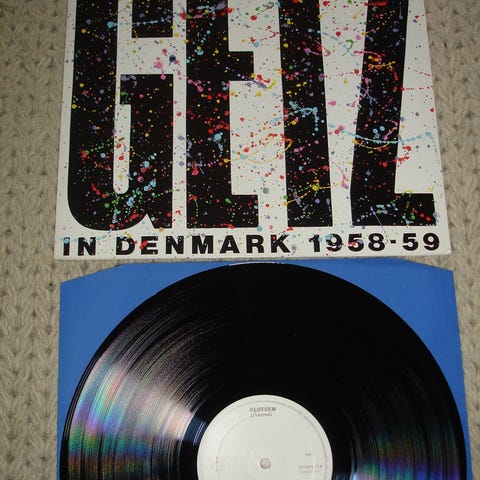 GETZ
IN DENMARK 1958-59
OLUFSEN
Records